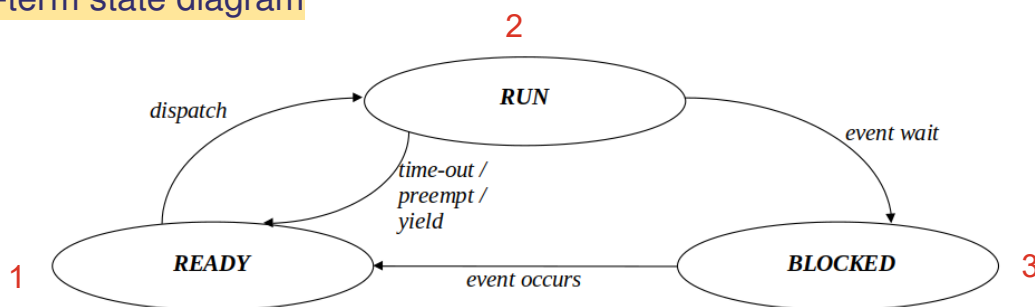 -term state diagram
2
RUN
dispatch
event wait
time-out /
preempt /
yield
READY
BLOCKED
1
3
event occurs